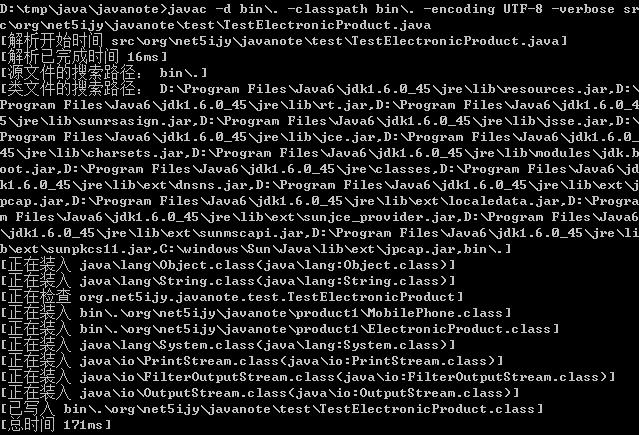 D:\tmp\java\javanote>javac -d bin\. -classpath bin\. -encoding UTF-8 -verbose sr
c\org\net5ijy\javanote\test\TestElectronicProduct.java
[解析开始时间 src\org\net5ijy\javanote\test\TestElectronicProduct.java]
[解析已完成时间 16ms]
[源文件的搜索路径: bin\.]
[类文件的搜索路径: D:\Program Files\Java6\jdk1.6.0_45\jre\lib\resources.jar,D:\
Program Files\Java6\jdk1.6.0_45\jre\lib\rt.jar,D:\Program Files\Java6\jdk1.6.0_4
5\jre\lib\sunrsasign.jar,D:\Program Files\Java6\jdk1.6.0_45\jre\lib\jsse.jar,D:\
Program Files\Java6\jdk1.6.0_45\jre\lib\jce.jar,D:\Program Files\Java6\jdk1.6.0_
45\jre\lib\charsets.jar,D:\Program Files\Java6\jdk1.6.0_45\jre\lib\modules\jdk.b
oot.jar,D:\Program Files\Java6\jdk1.6.0_45\jre\classes,D:\Program Files\Java6\jd
k1.6.0_45\jre\lib\ext\dnsns.jar,D:\Program Files\Java6\jdk1.6.0_45\jre\lib\ext\j
pcap.jar,D:\Program Files\Java6\jdk1.6.0_45\jre\lib\ext\localedata.jar,D:\Progra
m Files\Java6\jdk1.6.0_45\jre\lib\ext\sunjce_provider.jar,D:\Program Files\Java6
\jdk1.6.0_45\jre\lib\ext\sunmscapi.jar,D:\Program Files\Java6\jdk1.6.0_45\jre\li
b\ext\sunpkcs11.jar,C:\windows\Sun\Java\lib\ext\jpcap.jar,bin\.]
[正在装入 java\lang\Object.class(java\lang:Object.class)]
[正在装入 java\lang\String.class(java\lang:String.class)]
[正在检查 org.net5ijy.javanote.test.TestElectronicProduct]
[正在装入 bin\.\org\net5ijy\javanote\product1\MobilePhone.class]
[正在装入 bin\.\org\net5ijy\javanote\product1\ElectronicProduct.class]
[正在装入 java\lang\System.class(java\lang:System.class)]
[正在装入 java\io\PrintStream.class(java\io:PrintStream.class)]
[正在装入 java\io\FilterOutputStream.class(java\io:FilterOutputStream.class)]
[正在装入 java\io\OutputStream.class(java\io:OutputStream.class)]
[已写入 bin\.\org\net5ijy\javanote\test\TestElectronicProduct.class]
[总时间 171ms]